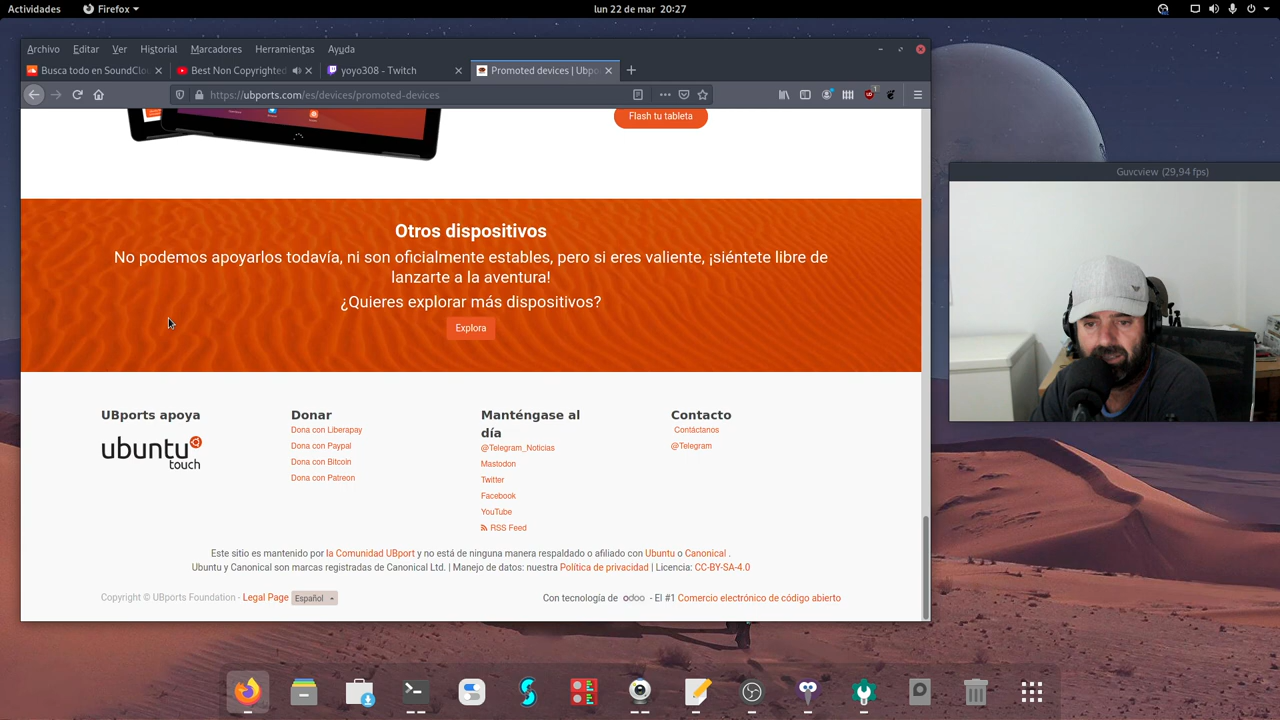 Actividades
Firefox
lun 22 de mar 20:27
Archivo Editar Ver Historial Marcadores Herramientas Ayuda
Busca todo en SoundClo
Best Non Copyrighted
yoyo308 - Twitch
Promoted devices | Ubpo
https://ubports.com/es/devices/promoted-devices
1
Flash tu tableta
Guvcview (29,94 fps)
Otros dispositivos
No podemos apoyarlos todavía, ni son oficialmente estables, pero si eres valiente, ¡siéntete libre de
lanzarte a la aventura!
¿Quieres explorar más dispositivos?
Explora
UBports apoya
ubuntu
touch
Donar
Dona con Liberapay
Dona con Paypal
Dona con Bitcoin
Dona con Patreon
Manténgase al
día
@Telegram_Noticias
Mastodon
Twitter
Facebook
YouTube
RSS Feed
Contacto
Contáctanos
@Telegram
Este sitio es mantenido por la Comunidad UBport y no está de ninguna manera respaldado o afiliado con Ubuntu o Canonical .
Ubuntu y Canonical son marcas registradas de Canonical Ltd. | Manejo de datos: nuestra Política de privacidad | Licencia: CC-BY-SA-4.0
Copyright © UBports Foundation - Legal Page Español
Con tecnología de odoo - El #1 Comercio electrónico de código abierto